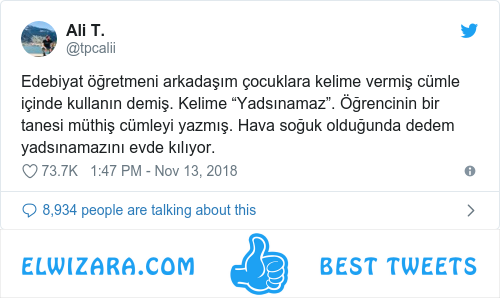 Ali T.
@tpcalii
Edebiyat öğretmeni arkadaşım çocuklara kelime vermiş cümle
içinde kullanın demiş. Kelime “Yadsınamaz”. Öğrencinin bir
tanesi müthiş cümleyi yazmış. Hava soğuk olduğunda dedem
yadsınamazını evde kılıyor.
73.7K 1:47 PM - Nov 13, 2018
8,934 people are talking about this
ELWIZARA.COM BEST TWEETS